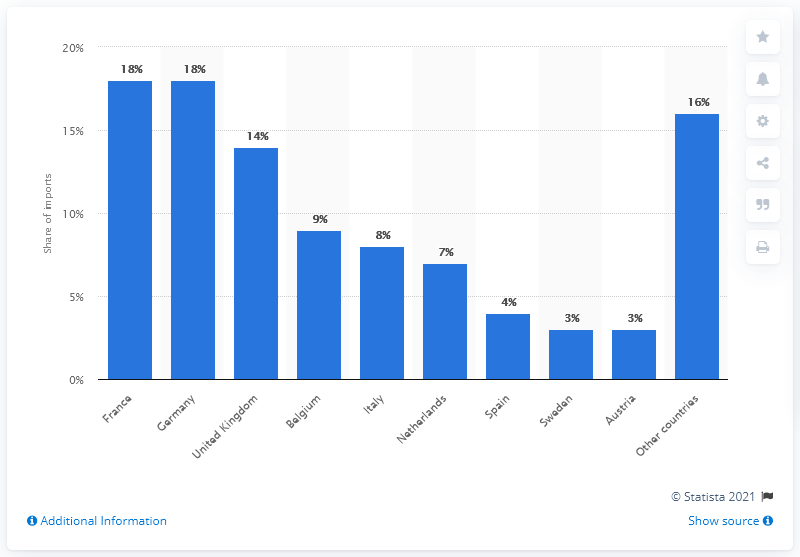 20%
15%
10%
5%
0%
Share of imports
18%
18%
14%
9%
8%
7%
4%
3%
3%
16%
France
Germany
United Kingdom
Belgium
Italy
Netherlands
Spain
Sweden
Austria
Other countries
© Statista 2021
Additional Information
Show source